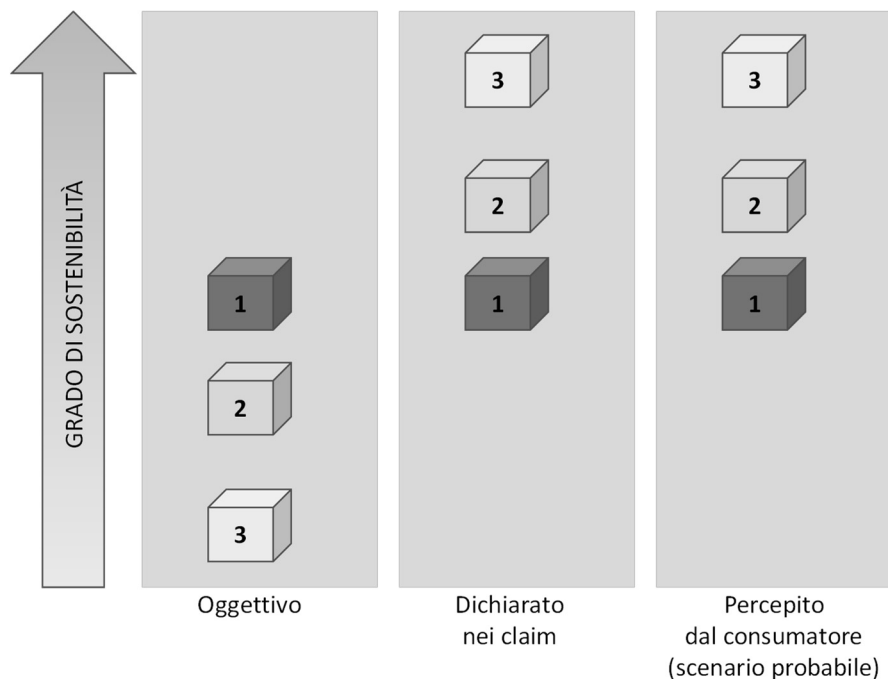 GRADO DI SOSTENIBILITÀ
1
2
3
Oggettivo
3
2
1
Dichiarato
nei claim
3
2
1
Percepito
dal consumatore
(scenario probabile)